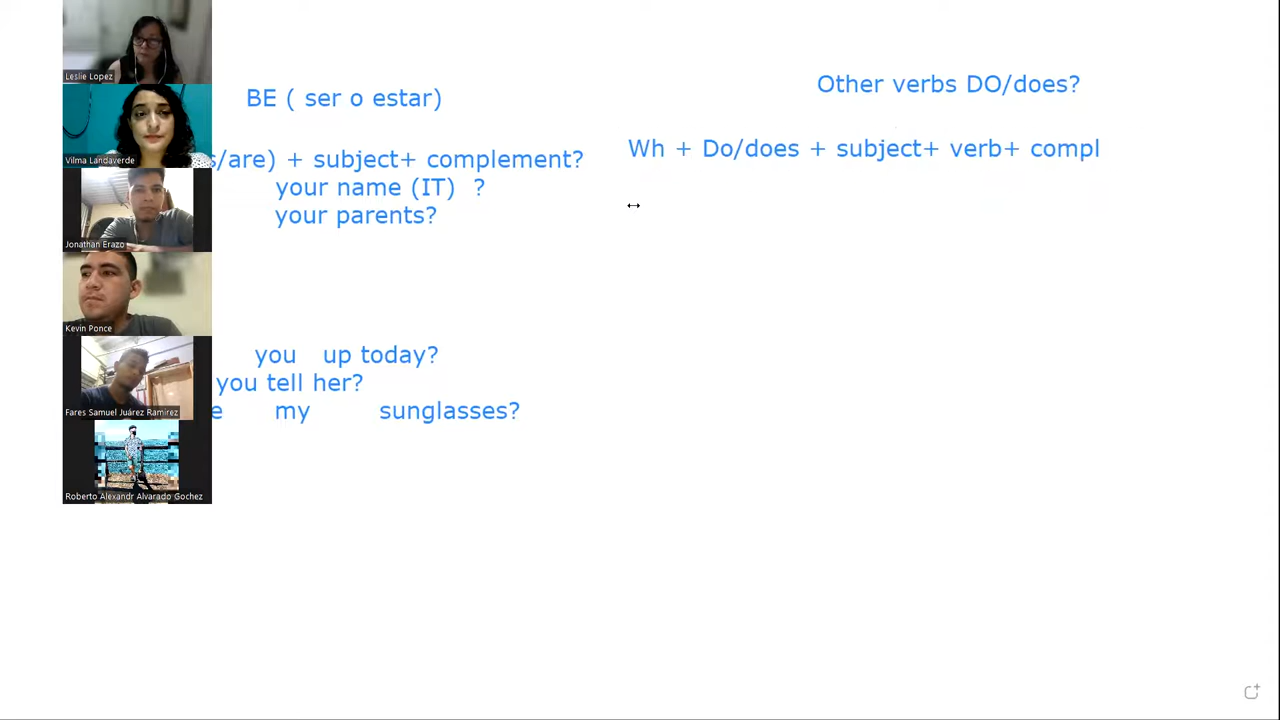 Leslie Lopez
Vilma Landaverde
Jonathan Erazo
Kevin Ponce
Fares Samuel Juárez Ramirez
Roberto Alexandr Alvarado Gochez
BE ( ser o estar)
s/are) + subject+ complement?
your name (IT) ?
your parents?
you up today?
you tell her?
e my sunglasses?
Other verbs DO/does?
Wh + Do/does + subject+ verb+ compl